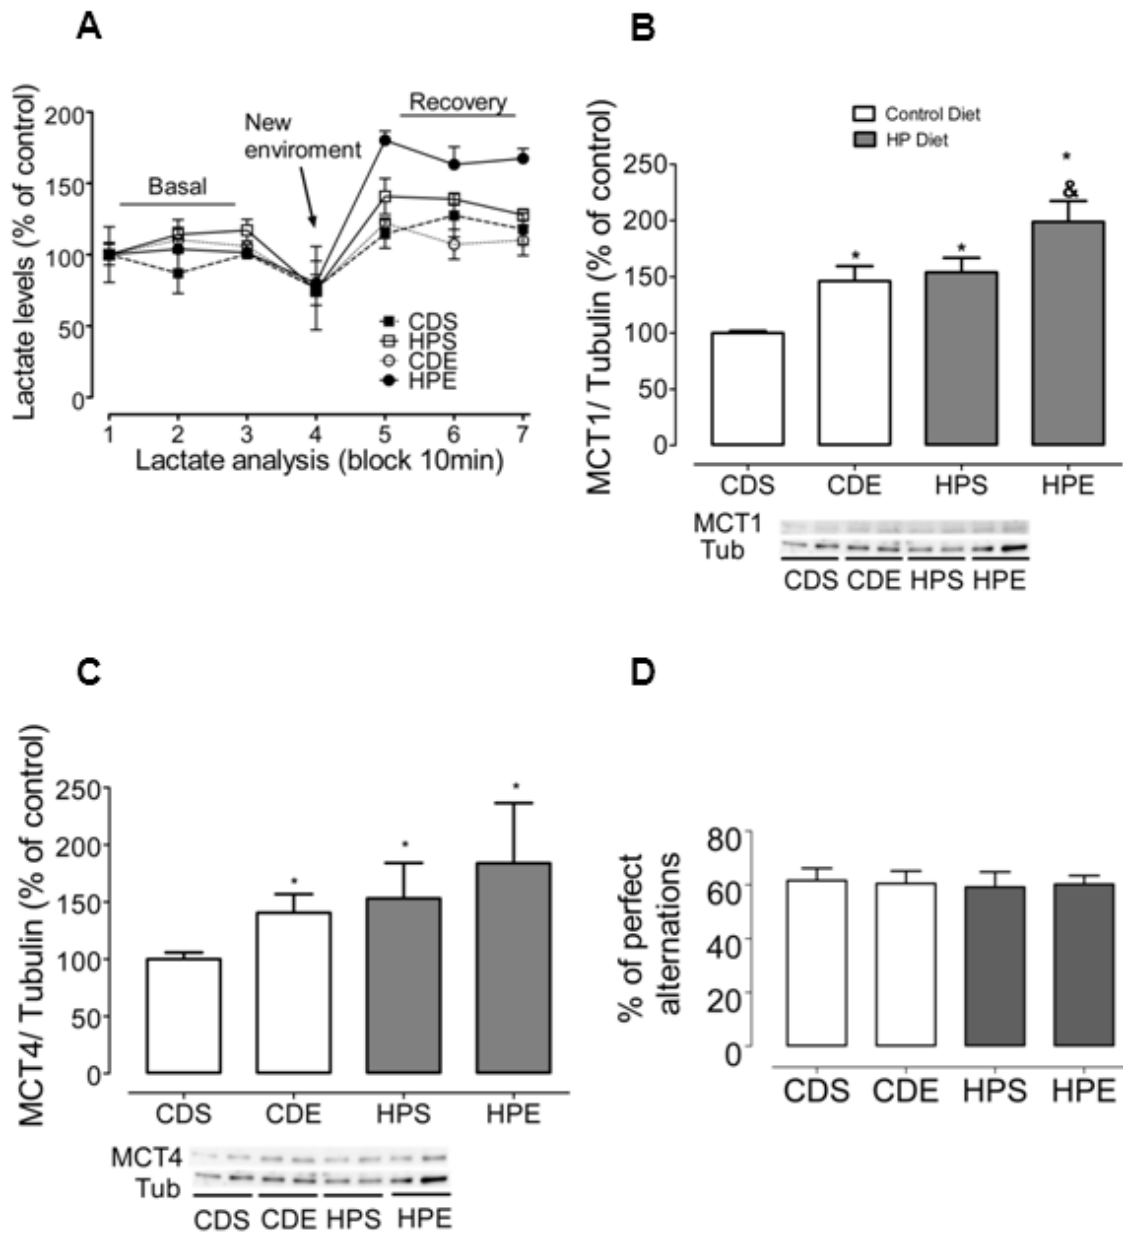 A
Lactate levels (% of control)
200
150
100
50
0
Basal
New
enviroment
Recovery
CDS
HPS
CDE
HPE
1 2 3 4 5 6 7
Lactate analysis (block 10min)
B
Control Diet
HP Diet
MCT1/ Tubulin (% of control)
250
200
150
100
50
0
*
*
*
&
CDS CDE HPS HPE
MCT1
Tub
CDS CDE HPS HPE
C
MCT4/ Tubulin (% of control)
250
200
150
100
50
0
*
*
*
CDS CDE HPS HPE
MCT4
Tub
CDS CDE HPS HPE
D
% of perfect
alternations
80
60
40
20
0
CDS CDE HPS HPE